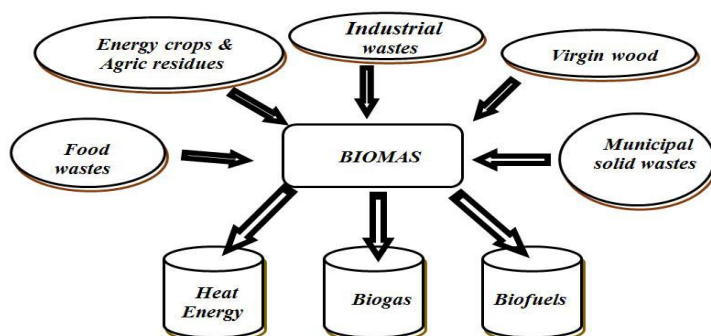 Energy crops &
Agric residues
Industrial
wastes
Virgin wood
Food
wastes
BIOMAS
Municipal
solid wastes
Heat
Energy
Biogas
Biofuels